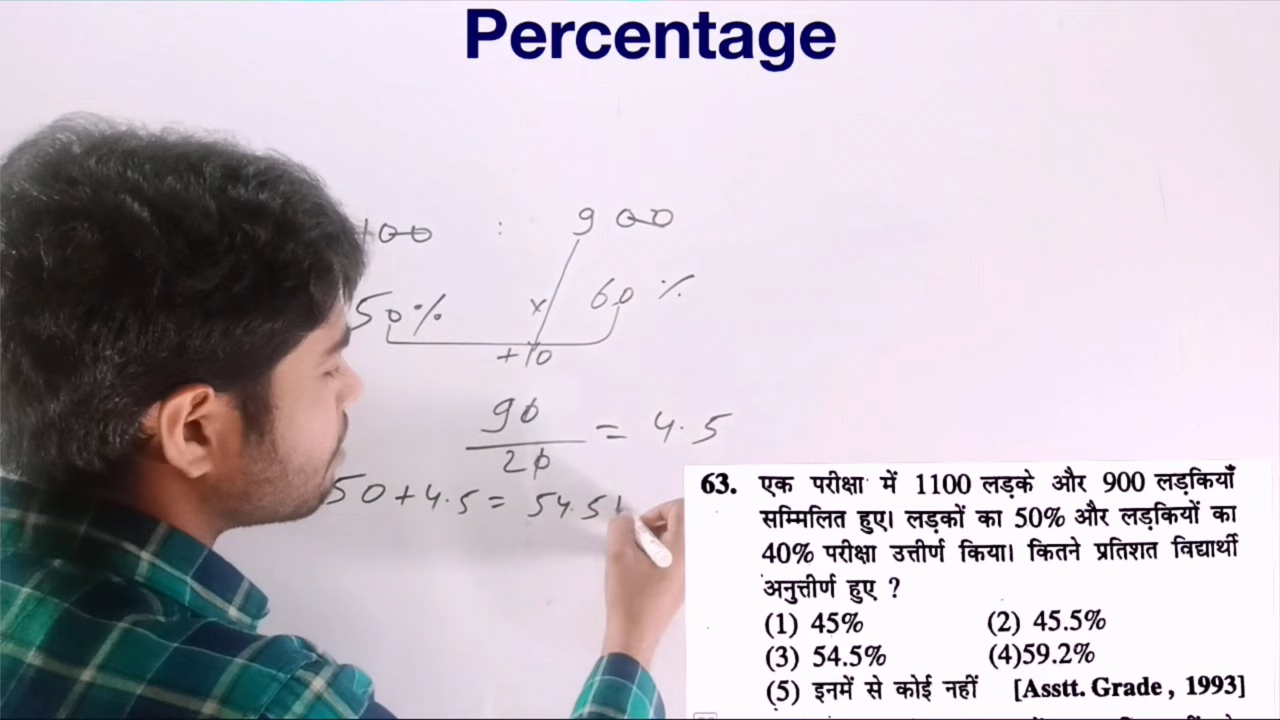 Percentage
100 : 900
50% × 60%
+10
90
20
= 4.5
50+4.5= 54.5
63. एक परीक्षा में 1100 लड़के और 900 लड़कियाँ
सम्मिलित हुए। लड़कों का 50% और लड़कियों का
40% परीक्षा उत्तीर्ण किया। कितने प्रतिशत विद्यार्थी
अनुत्तीर्ण हुए ?
(1) 45% (2) 45.5%
(3) 54.5% (4)59.2%
(5) इनमें से कोई नहीं [Asstt. Grade, 1993]